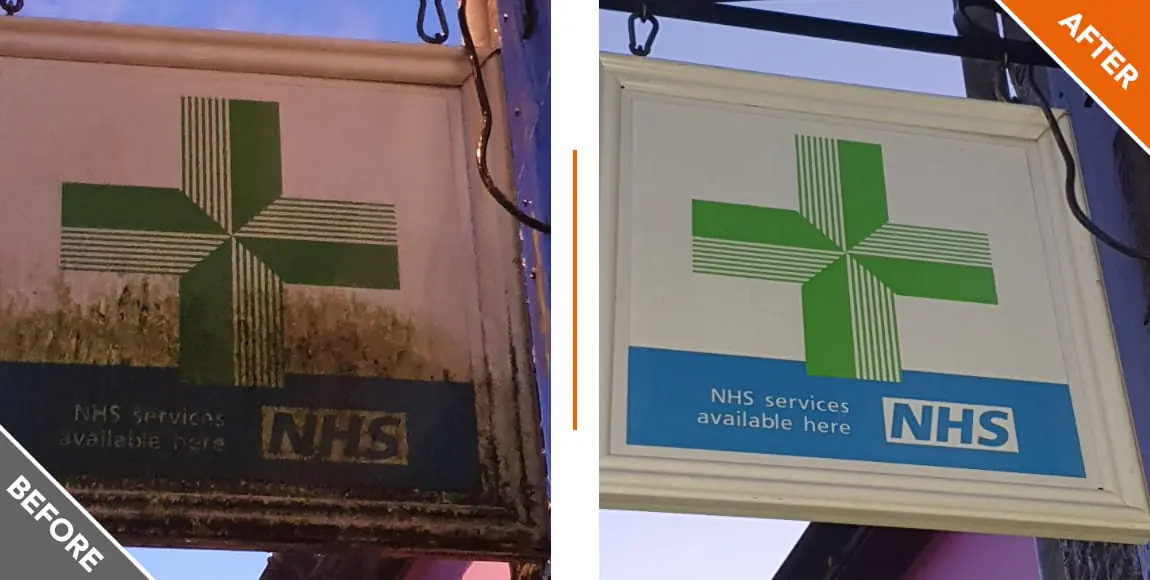 BEFORE
NHS services
available here
NHS
AFTER
NHS services
available here
NHS